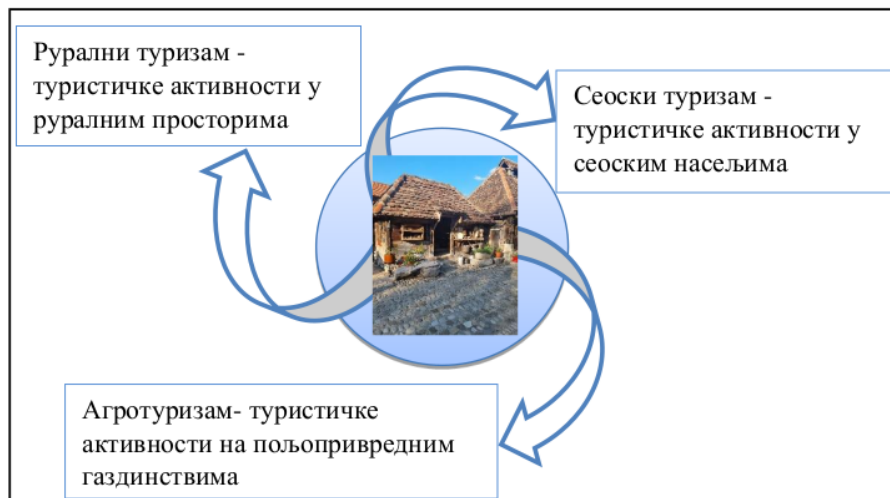 Рурални туризам -
туристичке активности у
руралним просторима
Сеоски туризам -
туристичке активности у
сеоским насељима
Агротуризам- туристичке
активности на пољопривредним
газдинствима